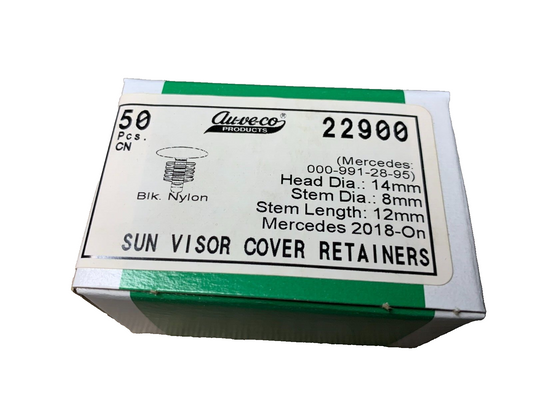 50
Pcs.
CN
au-ve-co®
PRODUCTS
22900
(Mercedes:
000-991-28-95)
Head Dia.: 14mm
Stem Dia.: 8mm
Stem Length: 12mm
Mercedes 2018-On
Blk. Nylon
SUN VISOR COVER RETAINERS